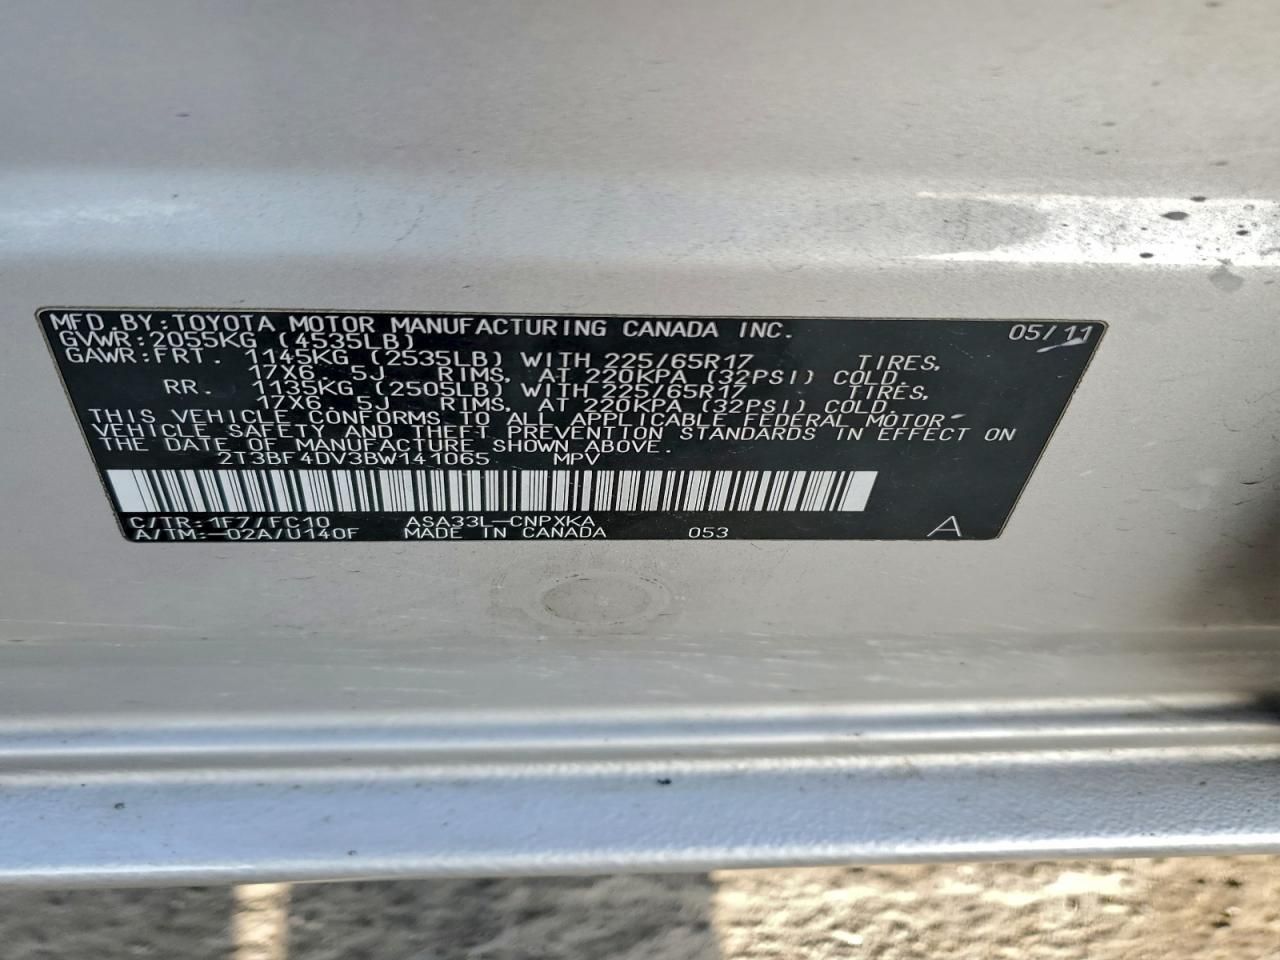 MFD.BY:TOYOTA MOTOR MANUFACTURING CANADA INC. 05/11
GVWR:2055KG (4535LB)
GAWR:FRT. 1145KG (2535LB) WITH 225/65R17 TIRES,
17X6.5J RIMS, AT 220KPA (32PSI) COLD.
RR. 1135KG (2505LB) WITH 225/65R17 TIRES,
17X6.5J RIMS, AT 220KPA (32PSI) COLD.
THIS VEHICLE CONFORMS TO ALL APPLICABLE FEDERAL MOTOR
VEHICLE SAFETY AND THEFT PREVENTION STANDARDS IN EFFECT ON
THE DATE OF MANUFACTURE SHOWN ABOVE.
2T3BF4DV3BW141065 MPV
C/TR:1F7/FC10 ASA33L-CNPXKA
A/TM:-02A/U140F MADE IN CANADA 053 A